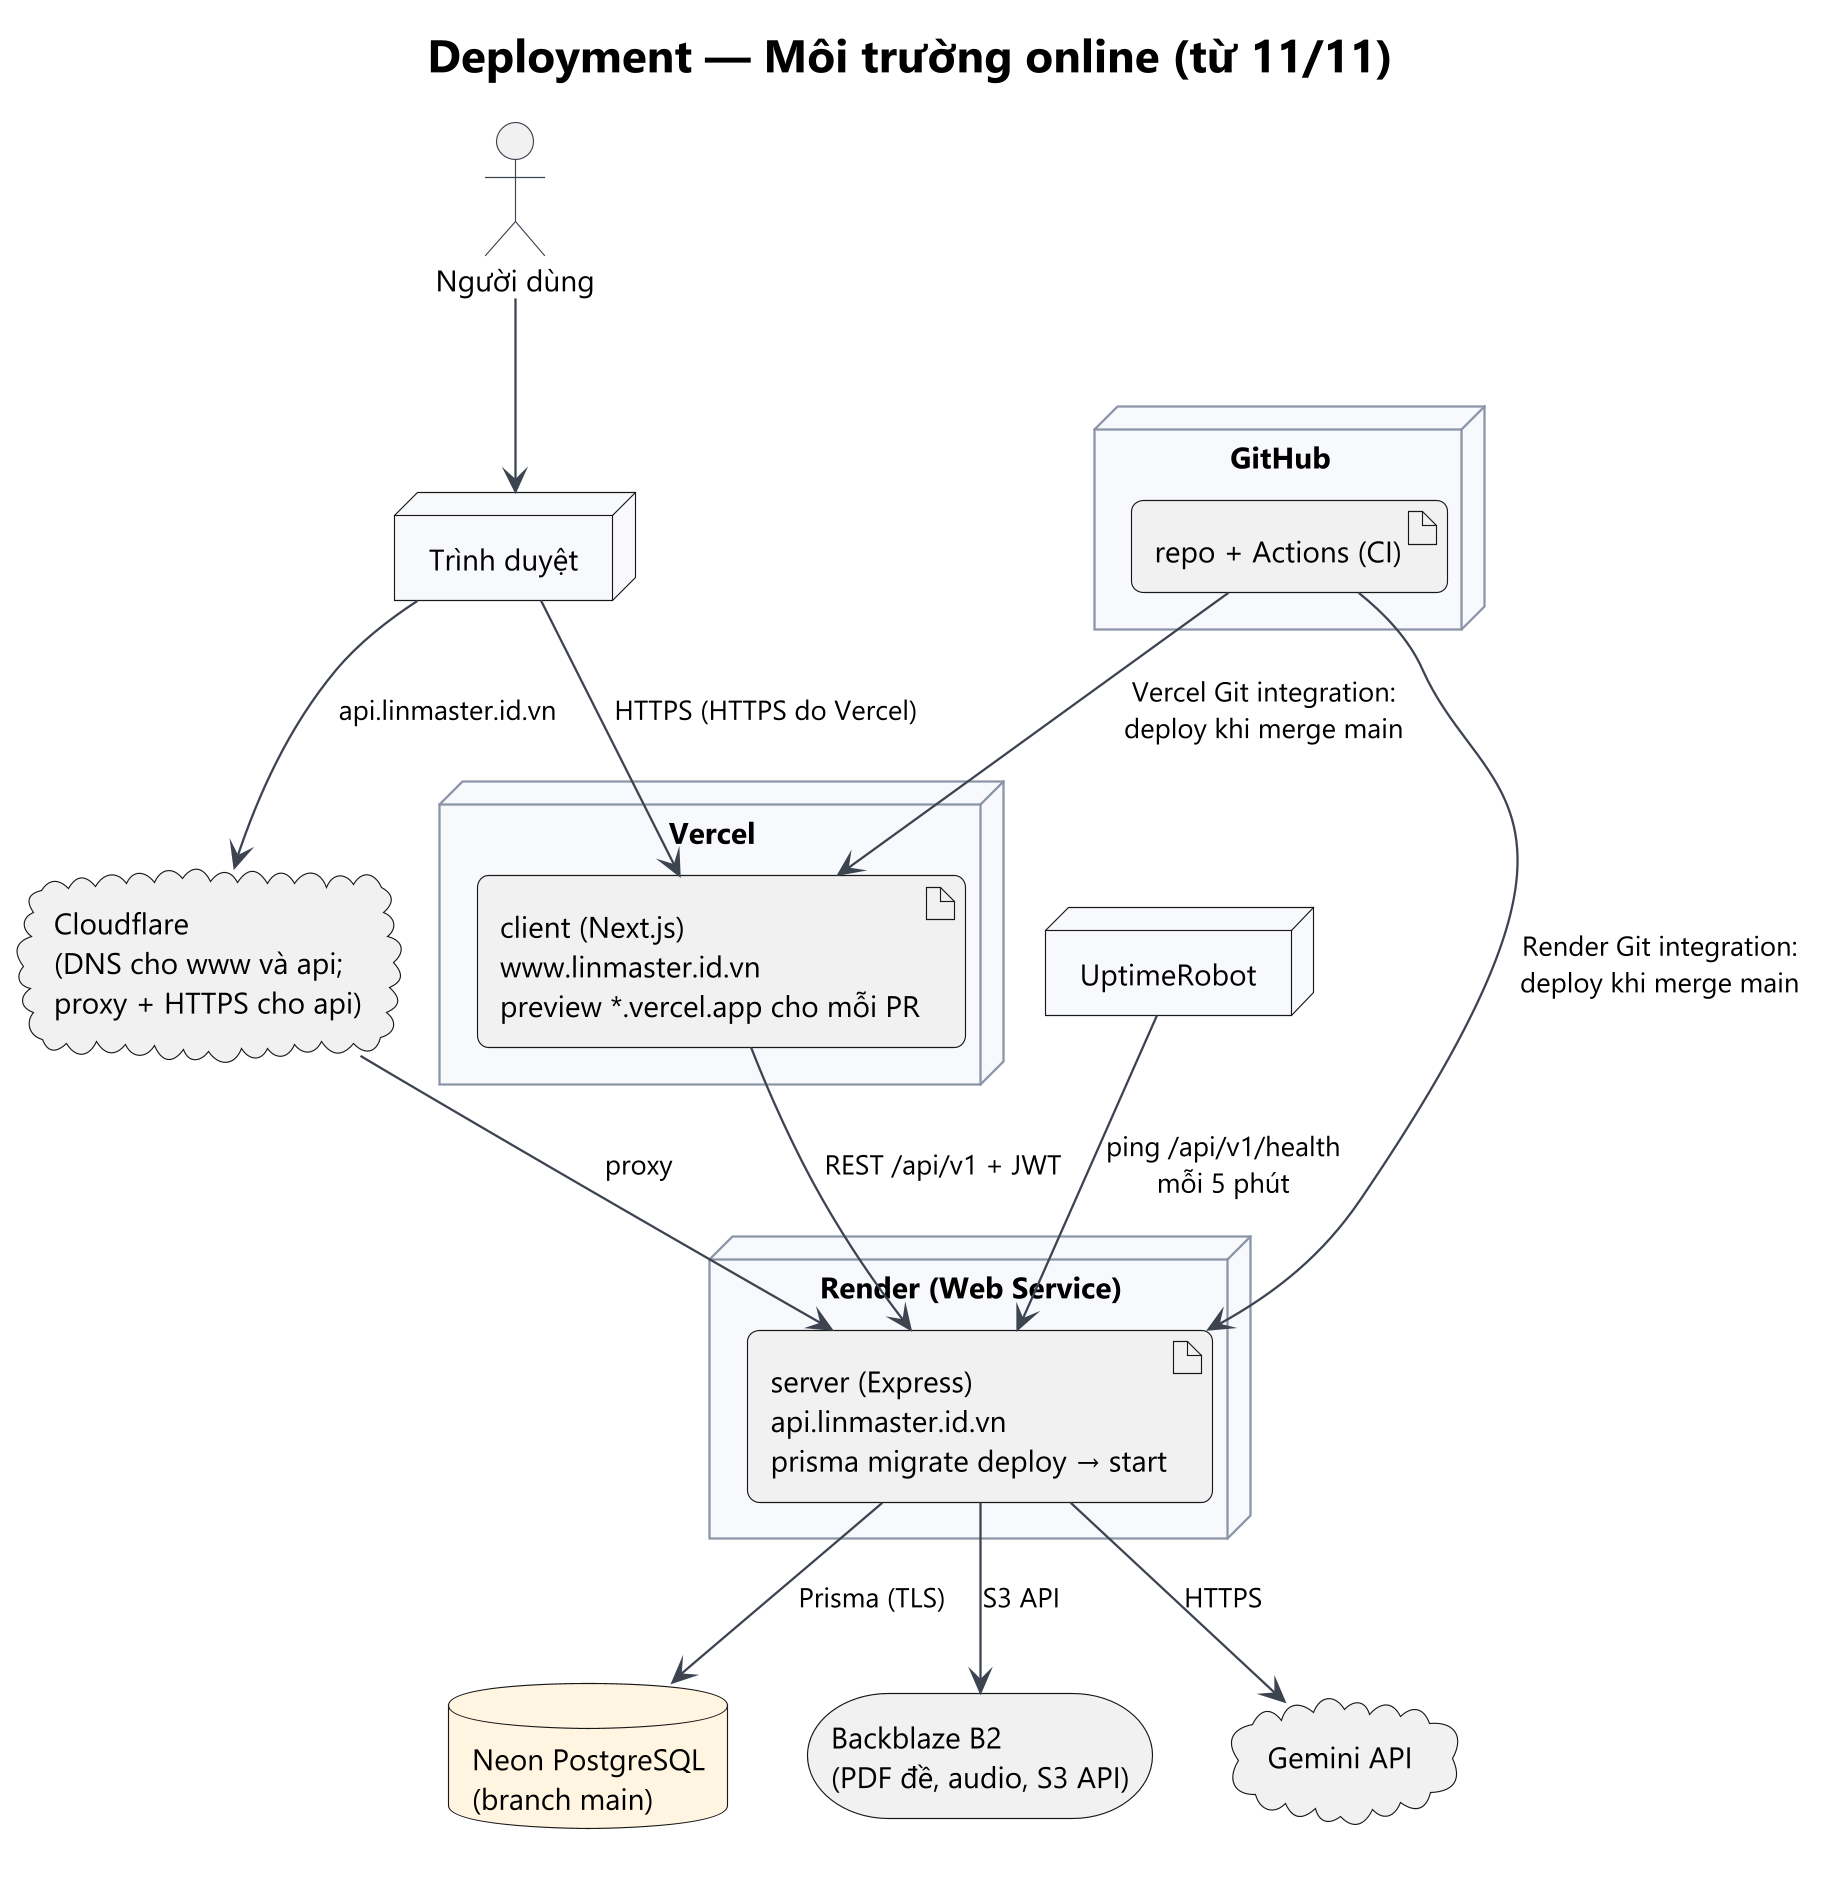 Deployment — Môi trường online (từ 11/11)
Người dùng
Trình duyệt
GitHub
repo + Actions (CI)
api.linmaster.id.vn
HTTPS (HTTPS do Vercel)
Vercel Git integration:
deploy khi merge main
Cloudflare
(DNS cho www và api;
proxy + HTTPS cho api)
Vercel
client (Next.js)
www.linmaster.id.vn
preview *.vercel.app cho mỗi PR
UptimeRobot
Render Git integration:
deploy khi merge main
proxy
REST /api/v1 + JWT
ping /api/v1/health
mỗi 5 phút
Render (Web Service)
server (Express)
api.linmaster.id.vn
prisma migrate deploy → start
Prisma (TLS)
S3 API
HTTPS
Neon PostgreSQL
(branch main)
Backblaze B2
(PDF đề, audio, S3 API)
Gemini API